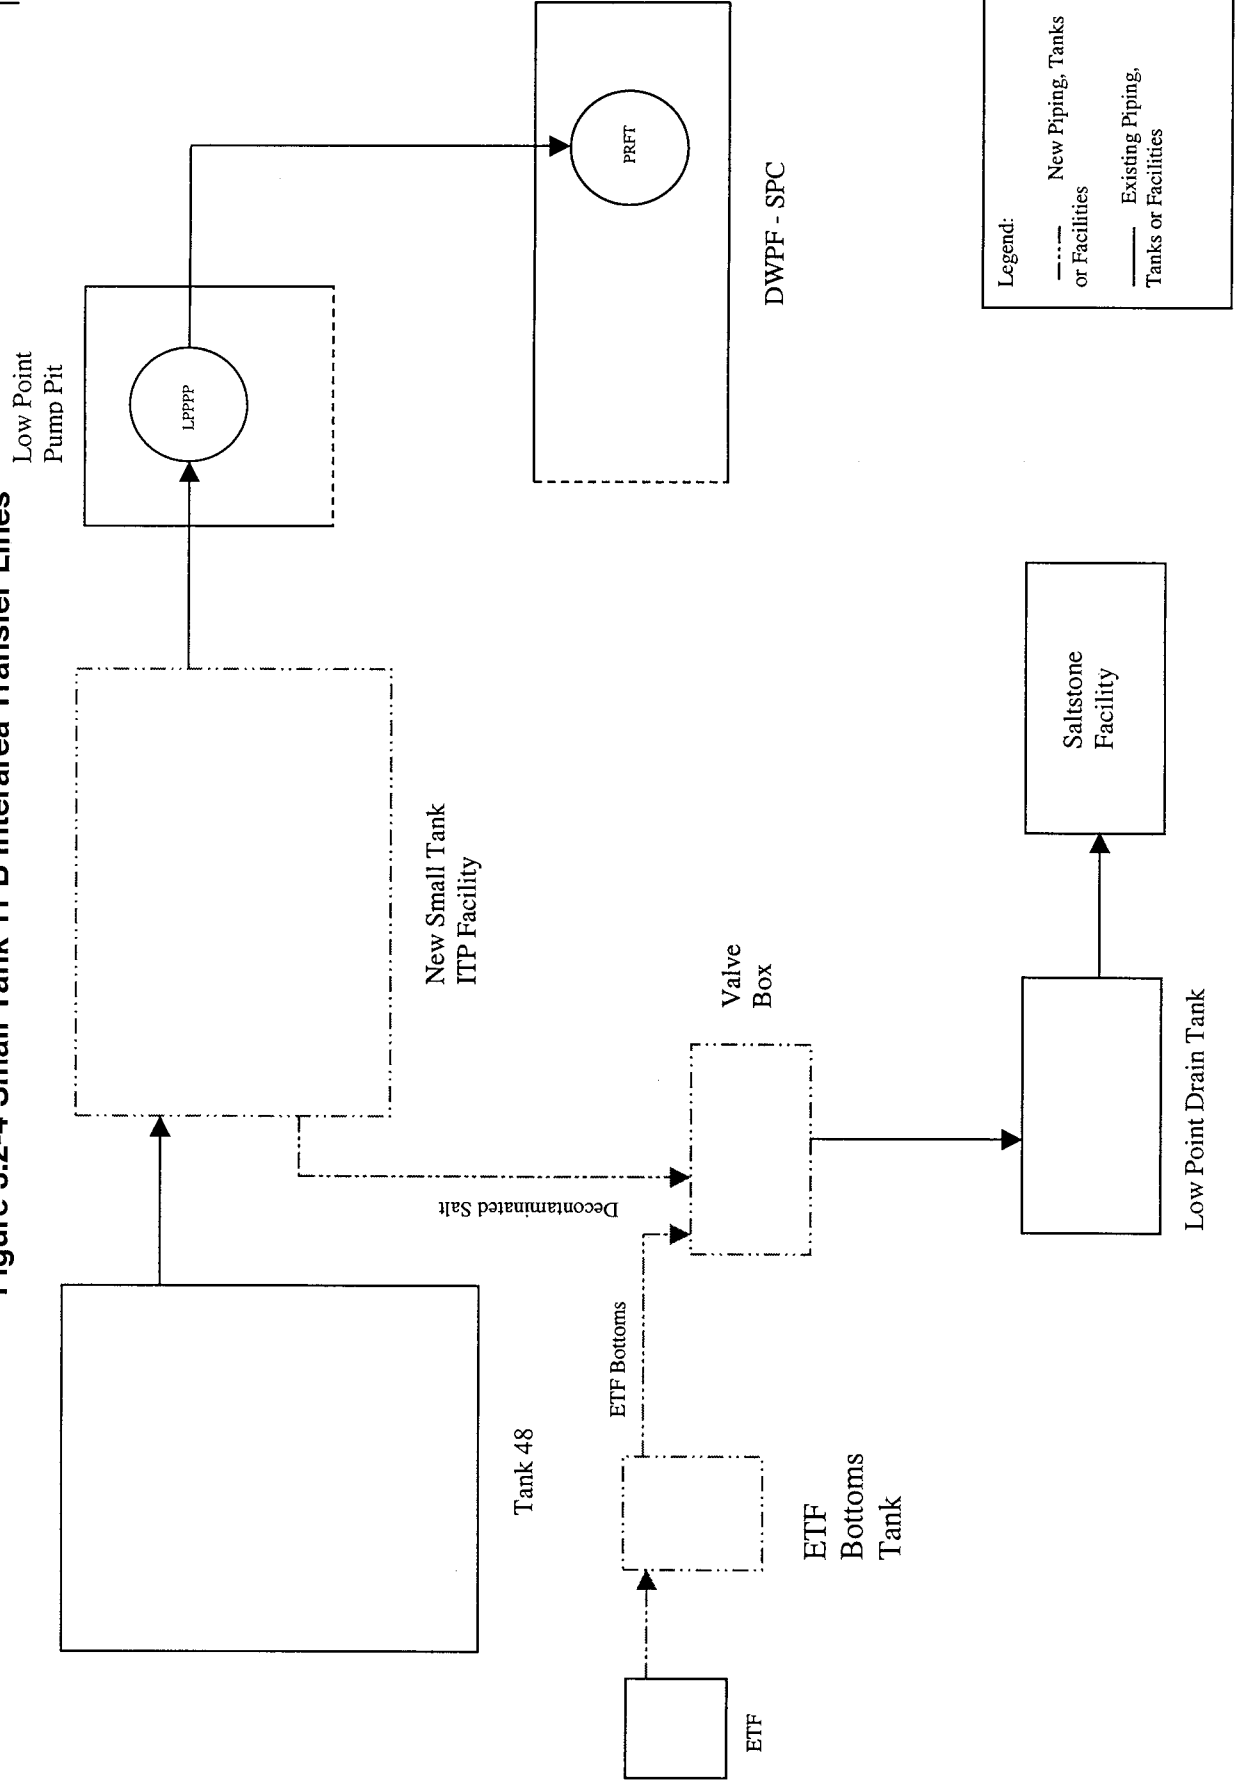 Figure 5.2-4 Small Tank TPB Interarea Transfer Lines
Low Point
Pump Pit
LPPPP
PRFT
DWPF - SPC
New Small Tank
ITP Facility
Tank 48
Decontaminated Salt
ETF Bottoms
Valve
Box
ETF
Bottoms
Tank
ETF
Low Point Drain Tank
Saltstone
Facility
Legend:
New Piping, Tanks
or Facilities
Existing Piping,
Tanks or Facilities